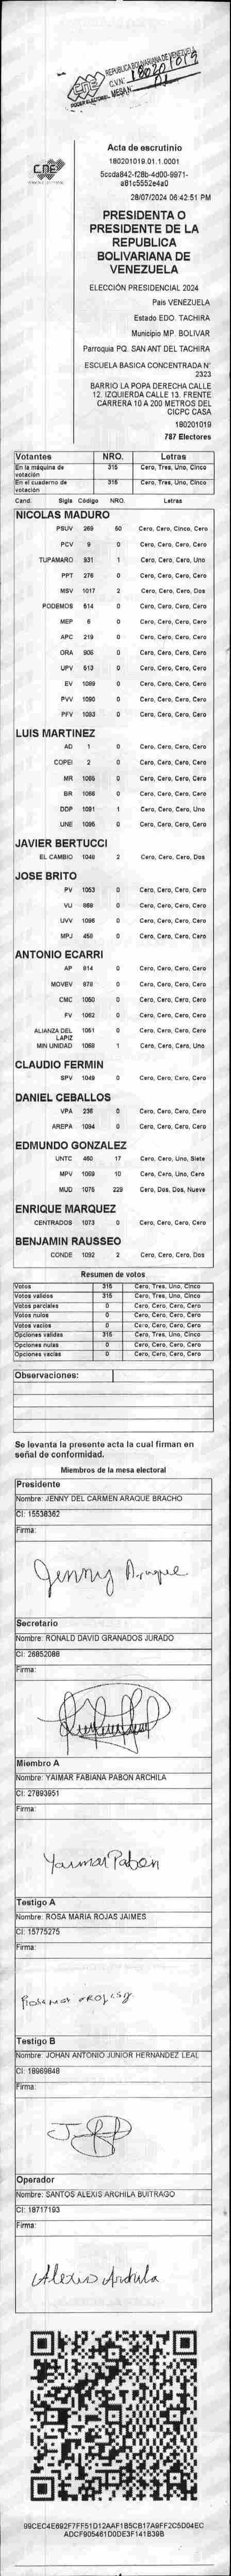 REPUBLICA BOLIVARIANA DE VENEZUELA
C.V.N: 180201019
MESA N° 01
PODER ELECTORAL
CNE
Acta de escrutinio
180201019.01.1.0001
28/07/2024 06:42:51 PM
PRESIDENTA O
PRESIDENTE DE LA
REPUBLICA
BOLIVARIANA DE
VENEZUELA
ELECCIÓN PRESIDENCIAL 2024
País VENEZUELA
Estado EDO. TACHIRA
Municipio MP. BOLIVAR
Parroquia PQ. SAN ANT DEL TACHIRA
ESCUELA BASICA CONCENTRADA N°
2323
BARRIO LA POPA DERECHA CALLE
12. IZQUIERDA CALLE 13. FRENTE
CARRERA 10 A 200 METROS DEL
CICPC CASA
180201019
787 Electores
Votantes NRO. Letras
En la máquina de votación 315 Cero, Tres, Uno, Cinco
En el cuaderno de votación 315 Cero, Tres, Uno, Cinco
Cand. Sigla Código NRO. Letras
NICOLAS MADURO
PSUV 269 50 Cero, Cero, Cinco, Cero
PCV 9 0 Cero, Cero, Cero, Cero
TUPAMARO 931 1 Cero, Cero, Cero, Uno
PPT 276 0 Cero, Cero, Cero, Cero
MSV 1017 2 Cero, Cero, Cero, Dos
PODEMOS 514 0 Cero, Cero, Cero, Cero
MEP 6 0 Cero, Cero, Cero, Cero
APC 219 0 Cero, Cero, Cero, Cero
ORA 906 0 Cero, Cero, Cero, Cero
UPV 513 0 Cero, Cero, Cero, Cero
EV 1089 0 Cero, Cero, Cero, Cero
PVV 1090 0 Cero, Cero, Cero, Cero
PFV 1093 0 Cero, Cero, Cero, Cero
LUIS MARTINEZ
AD 1 0 Cero, Cero, Cero, Cero
COPEI 2 0 Cero, Cero, Cero, Cero
MR 1065 0 Cero, Cero, Cero, Cero
BR 1066 0 Cero, Cero, Cero, Cero
DDP 1091 1 Cero, Cero, Cero, Uno
UNE 1095 0 Cero, Cero, Cero, Cero
JAVIER BERTUCCI
EL CAMBIO 1048 2 Cero, Cero, Cero, Dos
JOSE BRITO
PV 1053 0 Cero, Cero, Cero, Cero
VU 868 0 Cero, Cero, Cero, Cero
UVV 1096 0 Cero, Cero, Cero, Cero
MPJ 458 0 Cero, Cero, Cero, Cero
ANTONIO ECARRI
AP 814 0 Cero, Cero, Cero, Cero
MOVEV 878 0 Cero, Cero, Cero, Cero
CMC 1050 0 Cero, Cero, Cero, Cero
FV 1062 0 Cero, Cero, Cero, Cero
ALIANZA DEL LAPIZ 1061 0 Cero, Cero, Cero, Cero
MIN UNIDAD 1068 1 Cero, Cero, Cero, Uno
CLAUDIO FERMIN
SPV 1049 0 Cero, Cero, Cero, Cero
DANIEL CEBALLOS
VPA 236 0 Cero, Cero, Cero, Cero
AREPA 1094 0 Cero, Cero, Cero, Cero
EDMUNDO GONZALEZ
UNTC 460 17 Cero, Cero, Uno, Siete
MPV 1069 10 Cero, Cero, Uno, Cero
MUD 1075 229 Cero, Dos, Dos, Nueve
ENRIQUE MARQUEZ
CENTRADOS 1073 0 Cero, Cero, Cero, Cero
BENJAMIN RAUSSEO
CONDE 1092 2 Cero, Cero, Cero, Dos
Resumen de votos
Votos 315 Cero, Tres, Uno, Cinco
Votos válidos 315 Cero, Tres, Uno, Cinco
Votos parciales 0 Cero, Cero, Cero, Cero
Votos nulos 0 Cero, Cero, Cero, Cero
Votos vacíos 0 Cero, Cero, Cero, Cero
Opciones válidas 315 Cero, Tres, Uno, Cinco
Opciones nulas 0 Cero, Cero, Cero, Cero
Opciones vacías 0 Cero, Cero, Cero, Cero
Observaciones:
Se levanta la presente acta la cual firman en
señal de conformidad.
Miembros de la mesa electoral
Presidente
Nombre: JENNY DEL CARMEN ARAQUE BRACHO
CI: 15538362
Firma:
Jenny Araque
Secretario
Nombre: RONALD DAVID GRANADOS JURADO
CI: 26852088
Firma:
Miembro A
Nombre: YAIMAR FABIANA PABON ARCHILA
CI: 27893951
Firma:
Yaimar Pabon
Testigo A
Nombre: ROSA MARIA ROJAS JAIMES
CI: 15775275
Firma:
Testigo B
Nombre: JOHAN ANTONIO JUNIOR HERNANDEZ LEAL
CI: 18969848
Firma:
Operador
Nombre: SANTOS ALEXIS ARCHILA BUITRAGO
CI: 18717193
Firma:
Alexis Archila
99CEC4E692F7FF51D12AAF1B5CB17A9FF2C5D04EC
ADCF905461D0DE3F141B39B